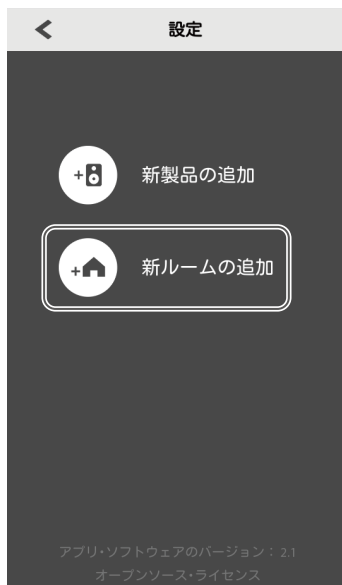 設定
新製品の追加
新ルームの追加
アプリ・ソフトウェアのバージョン： 2.1
オープンソース・ライセンス